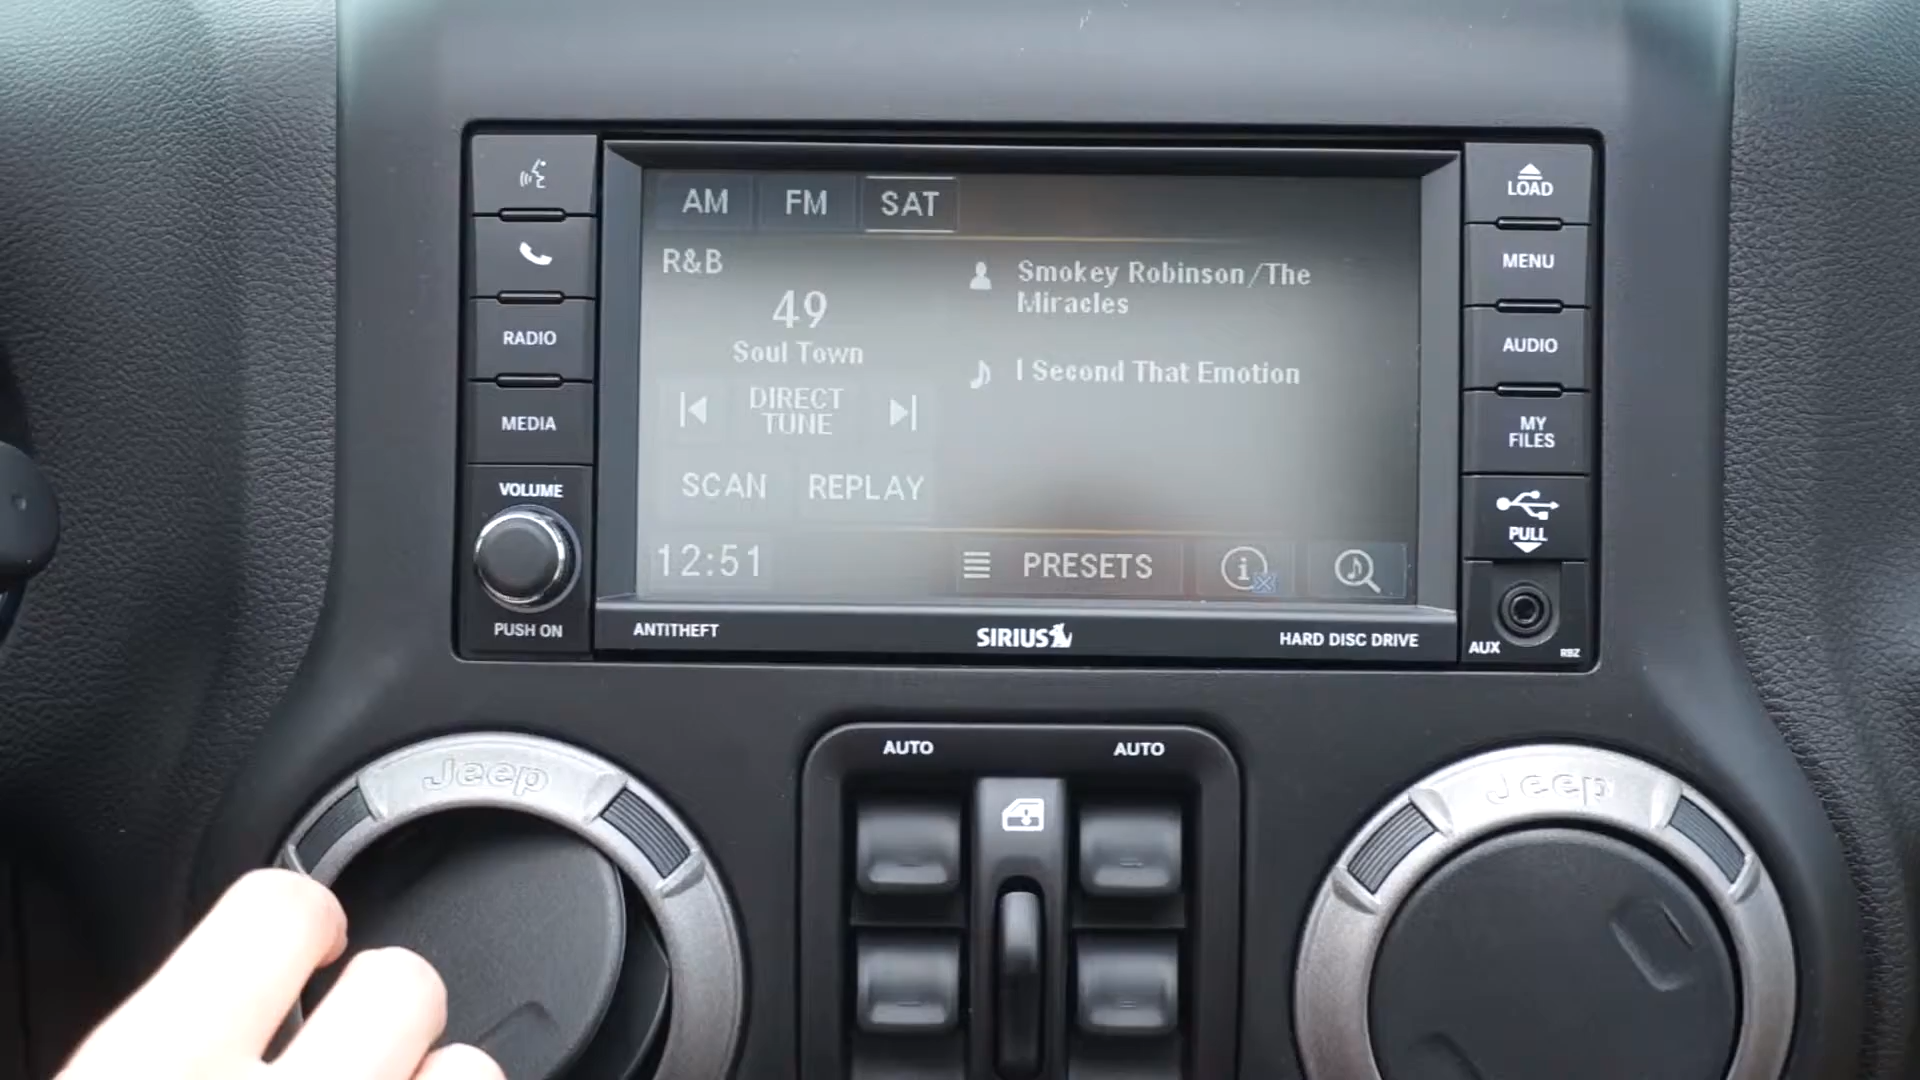 AM FM SAT
R&B
49
Soul Town
DIRECT
TUNE
SCAN REPLAY
12:51
Smokey Robinson/The
Miracles
I Second That Emotion
PRESETS
i
RADIO
MEDIA
VOLUME
PUSH ON
LOAD
MENU
AUDIO
MY
FILES
PULL
AUX
RBZ
ANTITHEFT
SIRIUS
HARD DISC DRIVE
Jeep
AUTO AUTO
Jeep